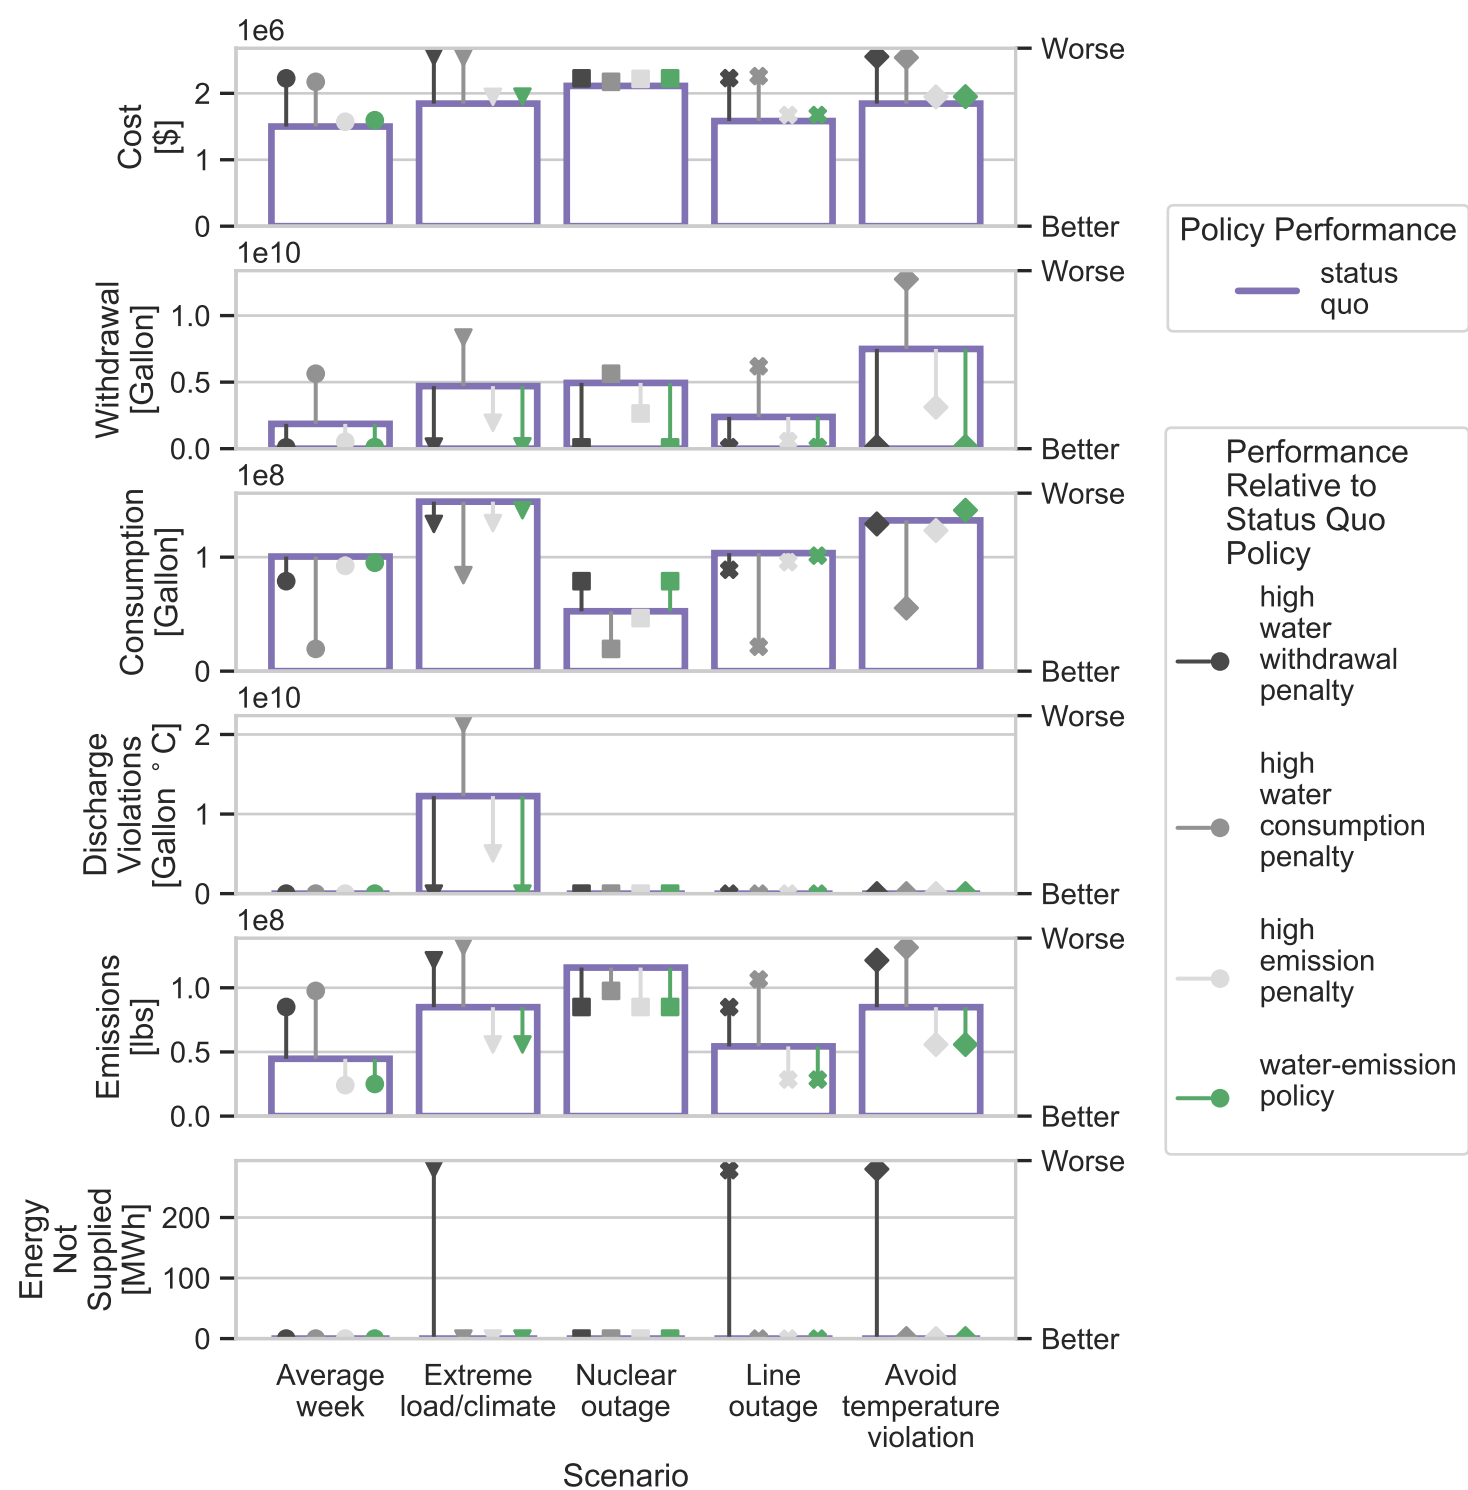 1e6
Cost
[$]
2
1
0
Worse
Better
1e10
Withdrawal
[Gallon]
1.0
0.5
0.0
Worse
Better
1e8
Consumption
[Gallon]
1
0
Worse
Better
1e10
Discharge
Violations
[Gallon ° C]
2
1
0
Worse
Better
1e8
Emissions
[lbs]
1.0
0.5
0.0
Worse
Better
Energy
Not
Supplied
[MWh]
200
100
0
Worse
Better
Average
week
Extreme
load/climate
Nuclear
outage
Line
outage
Avoid
temperature
violation
Scenario
Policy Performance
status
quo
Performance
Relative to
Status Quo
Policy
high
water
withdrawal
penalty
high
water
consumption
penalty
high
emission
penalty
water-emission
policy